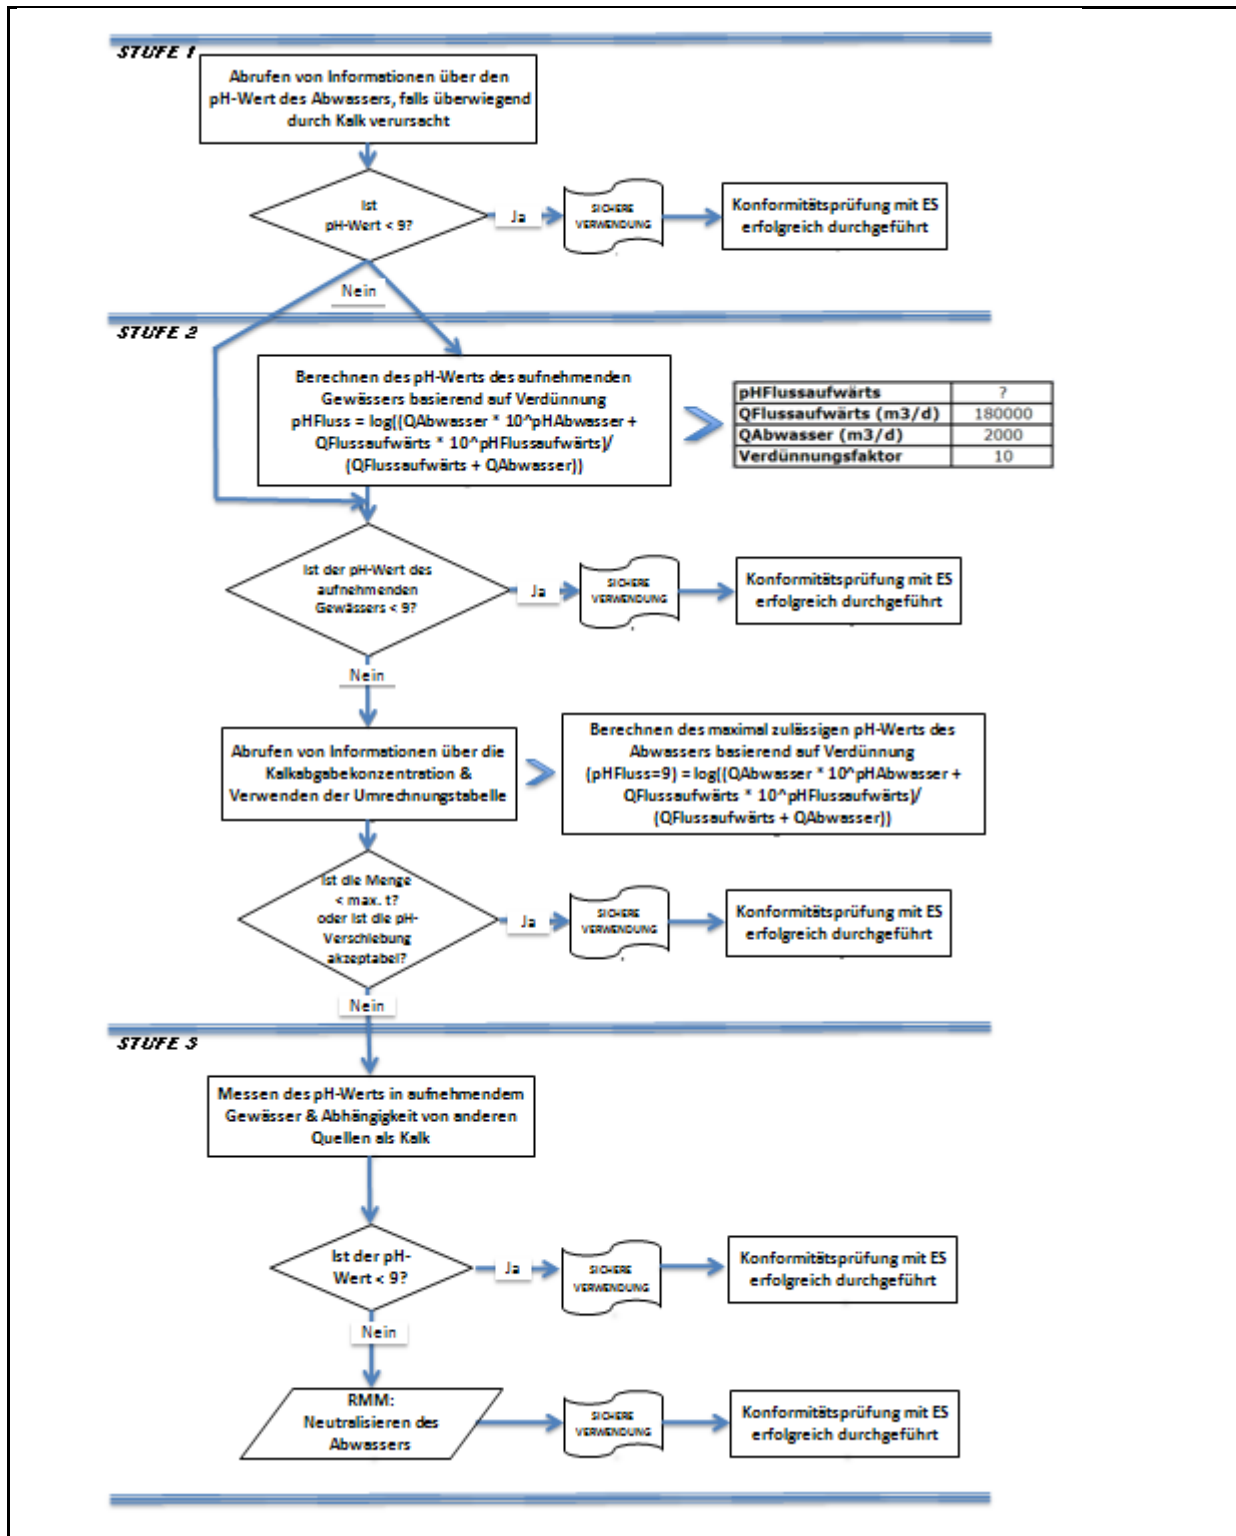 STUFE 1
Abrufen von Informationen über den
pH-Wert des Abwassers, falls überwiegend
durch Kalk verursacht
Ist
pH-Wert < 9?
Ja
SICHERE
VERWENDUNG
Konformitätsprüfung mit ES
erfolgreich durchgeführt
Nein
STUFE 2
Berechnen des pH-Werts des aufnehmenden
Gewässers basierend auf Verdünnung
pHFluss = log((QAbwasser * 10^pHAbwasser +
QFlussaufwärts * 10^pHFlussaufwärts)/
(QFlussaufwärts + QAbwasser))
pHFlussaufwärts ?
QFlussaufwärts (m3/d) 180000
QAbwasser (m3/d) 2000
Verdünnungsfaktor 10
Ist der pH-Wert des
aufnehmenden
Gewässers < 9?
Ja
SICHERE
VERWENDUNG
Konformitätsprüfung mit ES
erfolgreich durchgeführt
Nein
Abrufen von Informationen über die
Kalkabgabekonzentration &
Verwenden der Umrechnungstabelle
Berechnen des maximal zulässigen pH-Werts des
Abwassers basierend auf Verdünnung
(pHFluss=9) = log((QAbwasser * 10^pHAbwasser +
QFlussaufwärts * 10^pHFlussaufwärts)/
(QFlussaufwärts + QAbwasser))
Ist die Menge
< max. t?
oder ist die pH-
Verschiebung
akzeptabel?
Ja
SICHERE
VERWENDUNG
Konformitätsprüfung mit ES
erfolgreich durchgeführt
Nein
STUFE 3
Messen des pH-Werts in aufnehmendem
Gewässer & Abhängigkeit von anderen
Quellen als Kalk
Ist der pH-
Wert < 9?
Ja
SICHERE
VERWENDUNG
Konformitätsprüfung mit ES
erfolgreich durchgeführt
Nein
RMM:
Neutralisieren des
Abwassers
SICHERE
VERWENDUNG
Konformitätsprüfung mit ES
erfolgreich durchgeführt